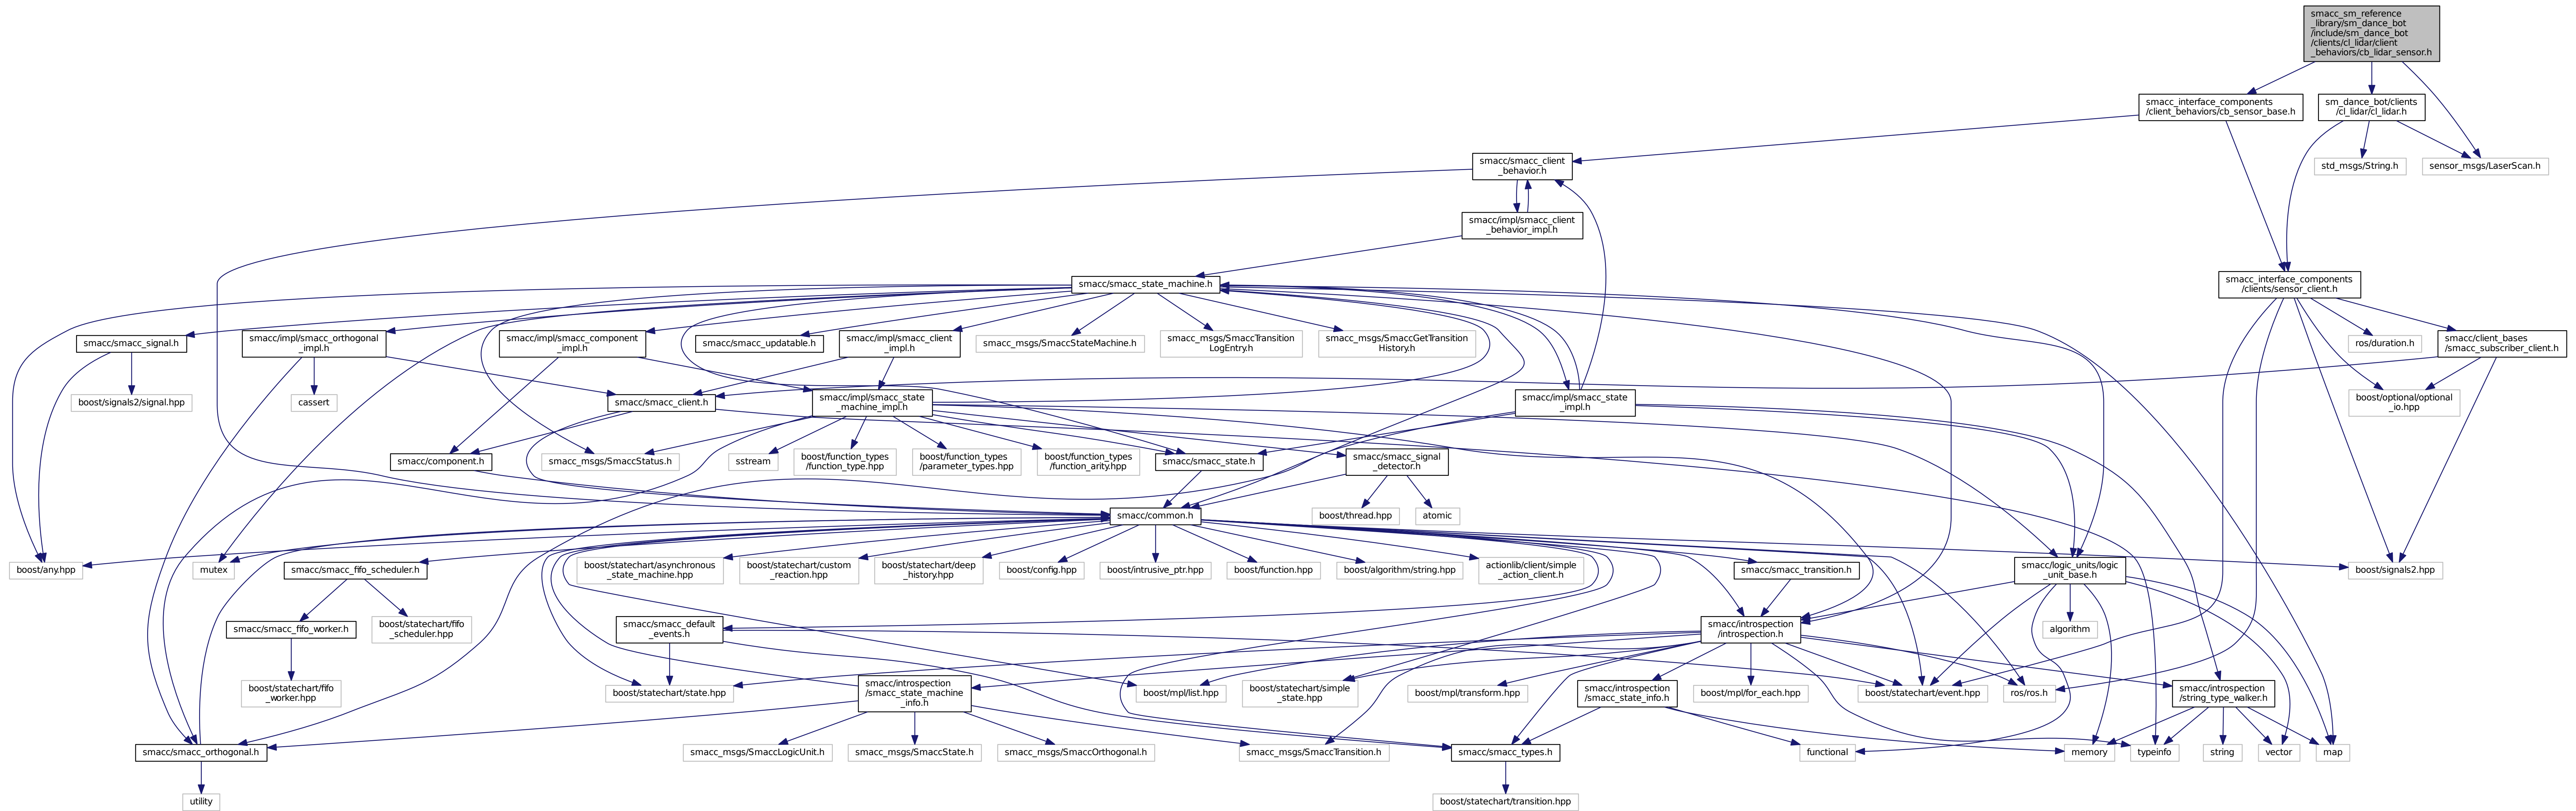 smacc_sm_reference
_library/sm_dance_bot
/include/sm_dance_bot
/clients/cl_lidar/client
_behaviors/cb_lidar_sensor.h
smacc_interface_components
/client_behaviors/cb_sensor_base.h
sm_dance_bot/clients
/cl_lidar/cl_lidar.h
smacc/smacc_client
_behavior.h
std_msgs/String.h
sensor_msgs/LaserScan.h
smacc/impl/smacc_client
_behavior_impl.h
smacc/smacc_state_machine.h
smacc_interface_components
/clients/sensor_client.h
smacc/smacc_signal.h
smacc/impl/smacc_orthogonal
_impl.h
smacc/impl/smacc_component
_impl.h
smacc/smacc_updatable.h
smacc/impl/smacc_client
_impl.h
smacc_msgs/SmaccStateMachine.h
smacc_msgs/SmaccTransition
LogEntry.h
smacc_msgs/SmaccGetTransition
History.h
ros/duration.h
smacc/client_bases
/smacc_subscriber_client.h
boost/signals2/signal.hpp
cassert
smacc/smacc_client.h
smacc/impl/smacc_state
_machine_impl.h
smacc/impl/smacc_state
_impl.h
boost/optional/optional
_io.hpp
smacc/component.h
smacc_msgs/SmaccStatus.h
sstream
boost/function_types
/function_type.hpp
boost/function_types
/parameter_types.hpp
boost/function_types
/function_arity.hpp
smacc/smacc_state.h
smacc/smacc_signal
_detector.h
smacc/common.h
boost/thread.hpp
atomic
boost/any.hpp
mutex
smacc/smacc_fifo_scheduler.h
boost/statechart/asynchronous
_state_machine.hpp
boost/statechart/custom
_reaction.hpp
boost/statechart/deep
_history.hpp
boost/config.hpp
boost/intrusive_ptr.hpp
boost/function.hpp
boost/algorithm/string.hpp
actionlib/client/simple
_action_client.h
smacc/smacc_transition.h
smacc/logic_units/logic
_unit_base.h
boost/signals2.hpp
smacc/smacc_fifo_worker.h
boost/statechart/fifo
_scheduler.hpp
smacc/smacc_default
_events.h
smacc/introspection
/introspection.h
algorithm
boost/statechart/fifo
_worker.hpp
boost/statechart/state.hpp
smacc/introspection
/smacc_state_machine
_info.h
boost/mpl/list.hpp
boost/statechart/simple
_state.hpp
boost/mpl/transform.hpp
smacc/introspection
/smacc_state_info.h
boost/mpl/for_each.hpp
boost/statechart/event.hpp
ros/ros.h
smacc/introspection
/string_type_walker.h
smacc/smacc_orthogonal.h
smacc_msgs/SmaccLogicUnit.h
smacc_msgs/SmaccState.h
smacc_msgs/SmaccOrthogonal.h
smacc_msgs/SmaccTransition.h
smacc/smacc_types.h
functional
memory
typeinfo
string
vector
map
utility
boost/statechart/transition.hpp